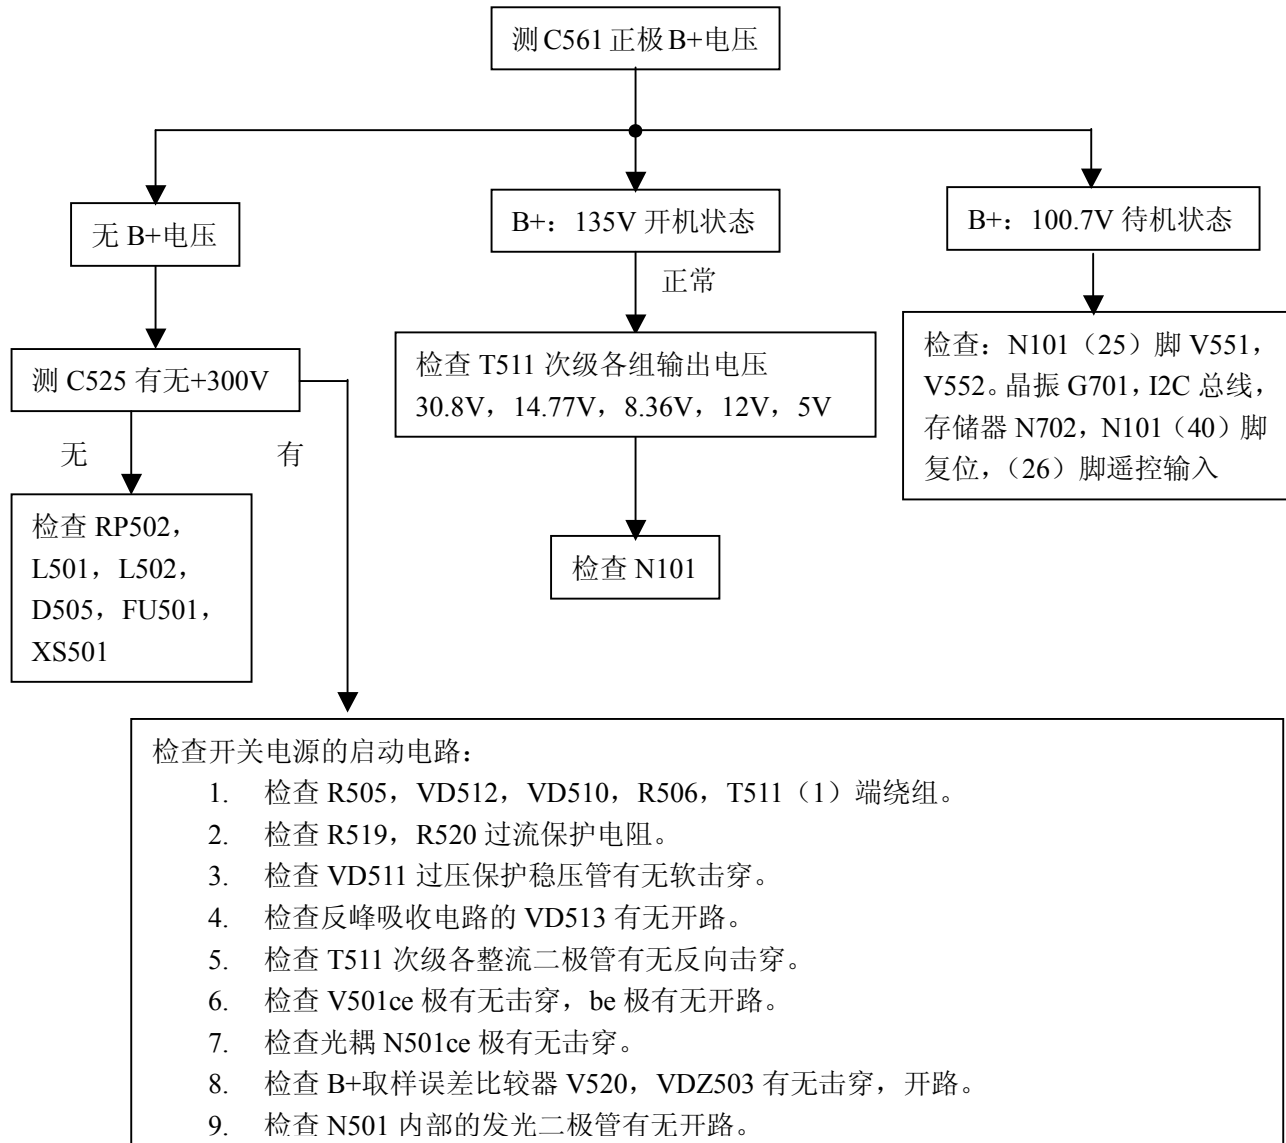 测 C561 正极 B+电压
无 B+电压
B+：135V 开机状态
B+：100.7V 待机状态
正常
测 C525 有无+300V
检查 T511 次级各组输出电压
30.8V，14.77V，8.36V，12V，5V
检查：N101（25）脚 V551，
V552。晶振 G701，I2C 总线，
存储器 N702，N101（40）脚
复位，（26）脚遥控输入
无
有
检查 RP502，
L501，L502，
D505，FU501，
XS501
检查 N101
检查开关电源的启动电路：
1. 检查 R505，VD512，VD510，R506，T511（1）端绕组。
2. 检查 R519，R520 过流保护电阻。
3. 检查 VD511 过压保护稳压管有无软击穿。
4. 检查反峰吸收电路的 VD513 有无开路。
5. 检查 T511 次级各整流二极管有无反向击穿。
6. 检查 V501ce 极有无击穿，be 极有无开路。
7. 检查光耦 N501ce 极有无击穿。
8. 检查 B+取样误差比较器 V520，VDZ503 有无击穿，开路。
9. 检查 N501 内部的发光二极管有无开路。